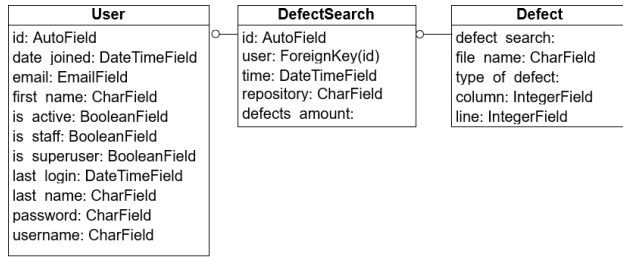 User
id: AutoField
date joined: DateTimeField
email: EmailField
first name: CharField
is active: BooleanField
is staff: BooleanField
is superuser: BooleanField
last login: DateTimeField
last name: CharField
password: CharField
username: CharField
DefectSearch
id: AutoField
user: ForeignKey(id)
time: DateTimeField
repository: CharField
defects amount:
Defect
defect search:
file name: CharField
type of defect:
column: IntegerField
line: IntegerField